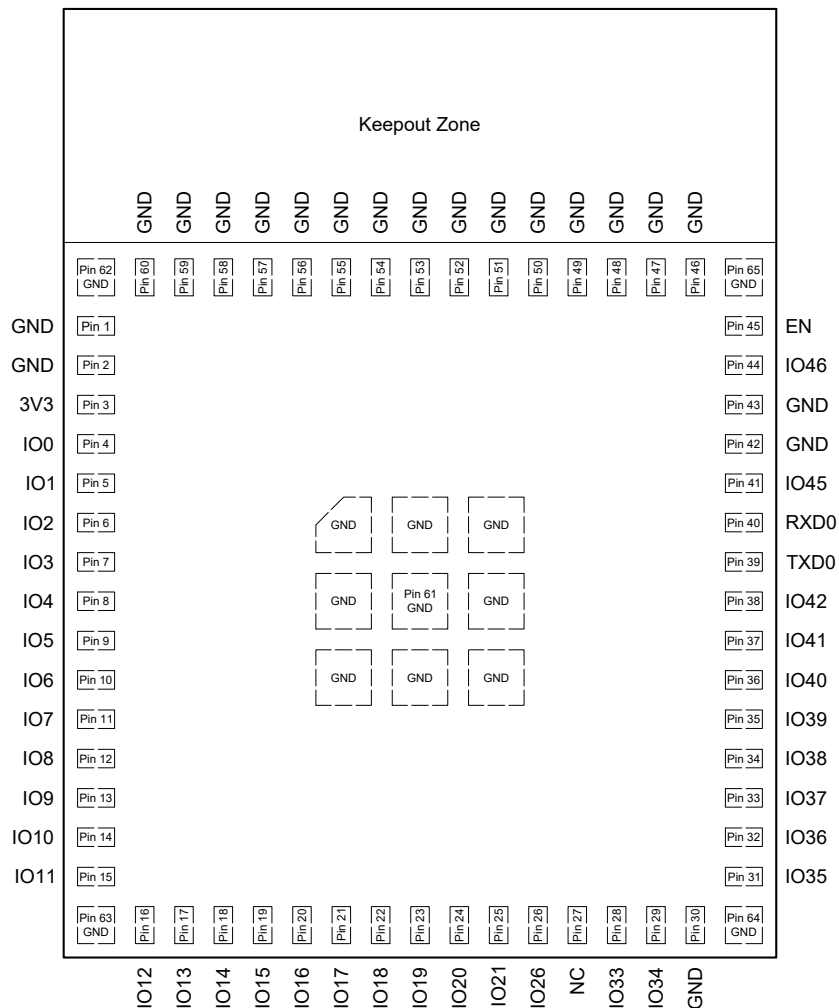 Keepout Zone
GND GND GND GND GND GND GND GND GND GND GND GND GND GND GND
Pin 62 GND Pin 60 Pin 59 Pin 58 Pin 57 Pin 56 Pin 55 Pin 54 Pin 53 Pin 52 Pin 51 Pin 50 Pin 49 Pin 48 Pin 47 Pin 46 Pin 65 GND
GND Pin 1 Pin 45 EN
GND Pin 2 Pin 44 IO46
3V3 Pin 3 Pin 43 GND
IO0 Pin 4 Pin 42 GND
IO1 Pin 5 Pin 41 IO45
IO2 Pin 6 GND GND GND Pin 40 RXD0
IO3 Pin 7 Pin 39 TXD0
IO4 Pin 8 GND Pin 61 GND GND Pin 38 IO42
IO5 Pin 9 Pin 37 IO41
IO6 Pin 10 GND GND GND Pin 36 IO40
IO7 Pin 11 Pin 35 IO39
IO8 Pin 12 Pin 34 IO38
IO9 Pin 13 Pin 33 IO37
IO10 Pin 14 Pin 32 IO36
IO11 Pin 15 Pin 31 IO35
Pin 63 GND Pin 16 Pin 17 Pin 18 Pin 19 Pin 20 Pin 21 Pin 22 Pin 23 Pin 24 Pin 25 Pin 26 Pin 27 Pin 28 Pin 29 Pin 30 Pin 64 GND
IO12 IO13 IO14 IO15 IO16 IO17 IO18 IO19 IO20 IO21 IO26 NC IO33 IO34 GND